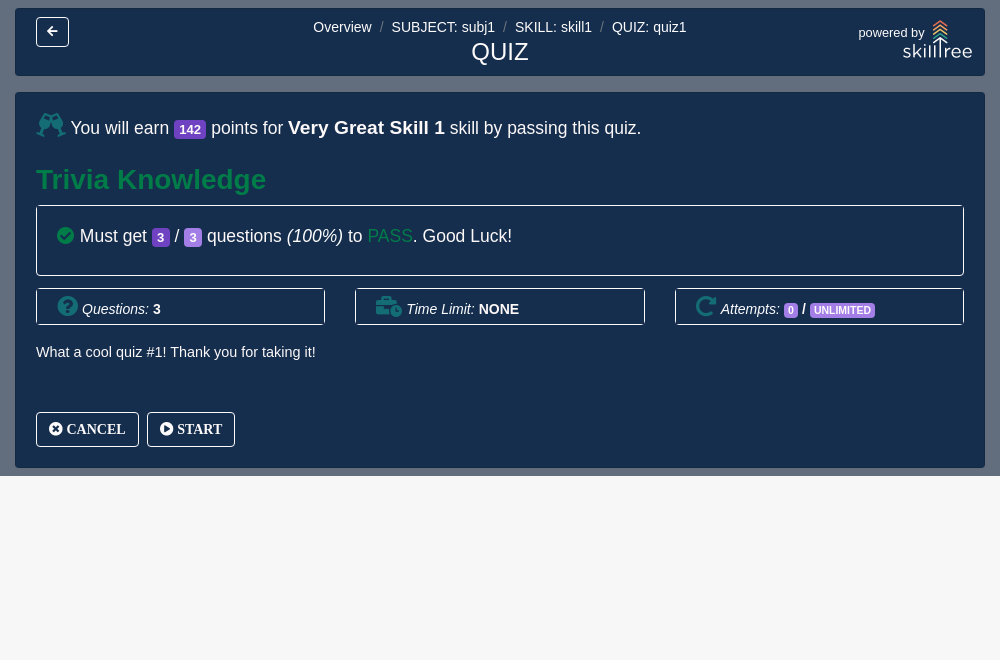 Overview / SUBJECT: subj1 / SKILL: skill1 / QUIZ: quiz1
QUIZ
powered by
skilltree
You will earn 142 points for Very Great Skill 1 skill by passing this quiz.
Trivia Knowledge
Must get 3 / 3 questions (100%) to PASS. Good Luck!
Questions: 3
Time Limit: NONE
Attempts: 0 / UNLIMITED
What a cool quiz #1! Thank you for taking it!
CANCEL
START